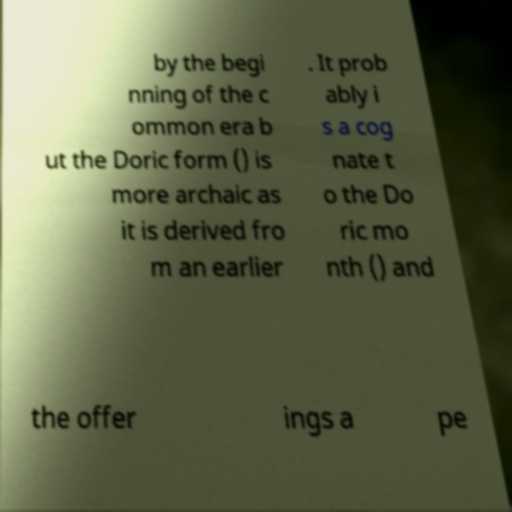 by the begi
nning of the c
ommon era b
ut the Doric form () is
more archaic as
it is derived fro
m an earlier
. It prob
ably i
s a cog
nate t
o the Do
ric mo
nth () and
the offer
ings a
pe